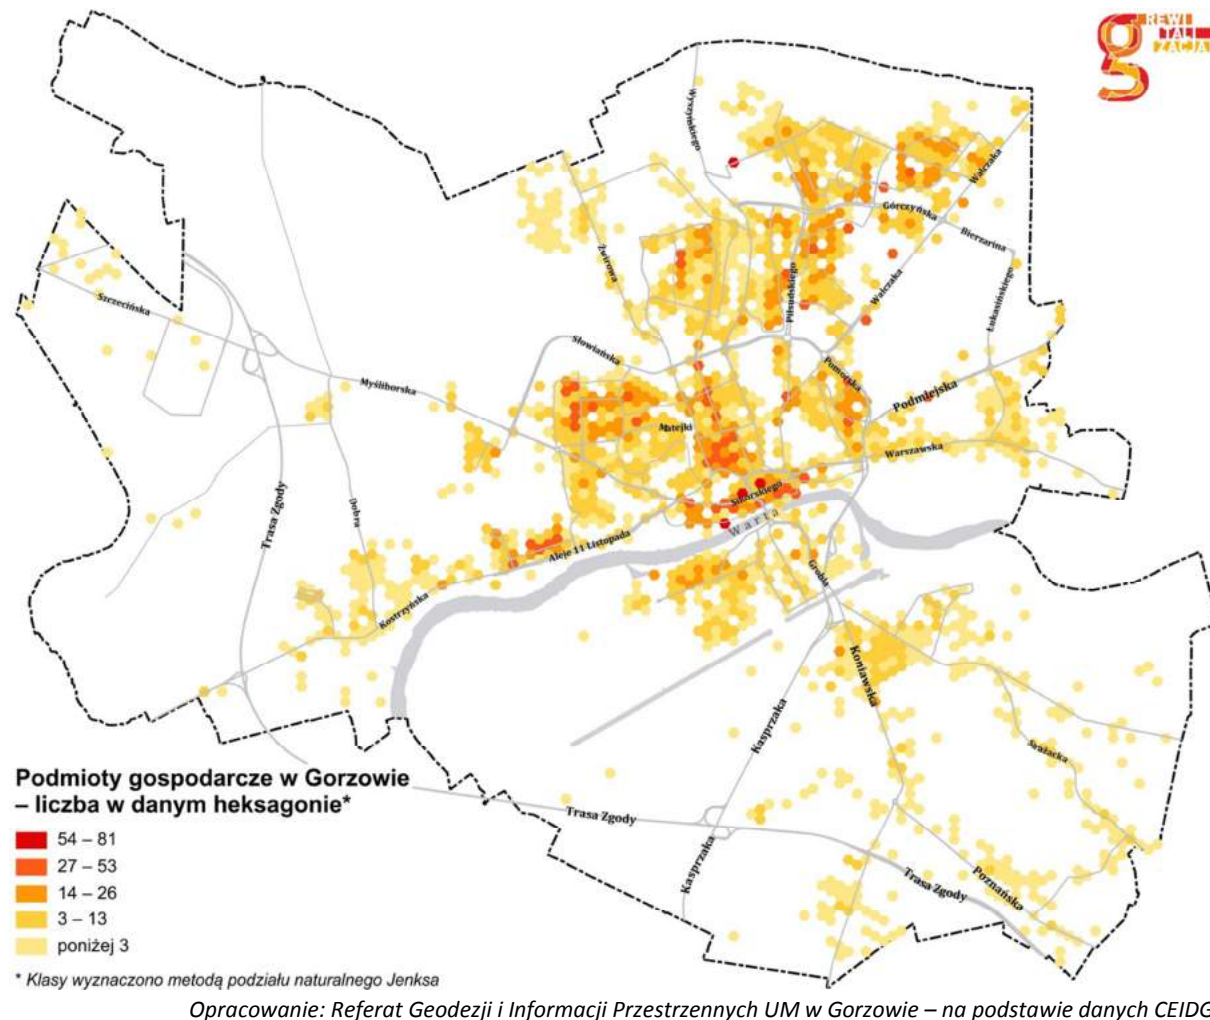 REWI
TALI
ZACJA
Wyszyńskiego
Walczaka
Górczyńska
Bierzarina
Żwirowa
Piłsudskiego
Walczaka
Łukasińskiego
Szczecińska
Słowiańska
Pomorska
Myśliborska
Podmiejska
Matejki
Warszawska
Sikorskiego
Warta
Trasa Zgody
Dobra
Aleje 11 Listopada
Grobla
Kostrzyńska
Koniawska
Kasprzaka
Strażacka
Podmioty gospodarcze w Gorzowie
– liczba w danym heksagonie*
54 – 81
27 – 53
14 – 26
3 – 13
poniżej 3
Trasa Zgody
Kasprzaka
Trasa Zgody
Poznańska
* Klasy wyznaczono metodą podziału naturalnego Jenksa
Opracowanie: Referat Geodezji i Informacji Przestrzennych UM w Gorzowie – na podstawie danych CEIDG